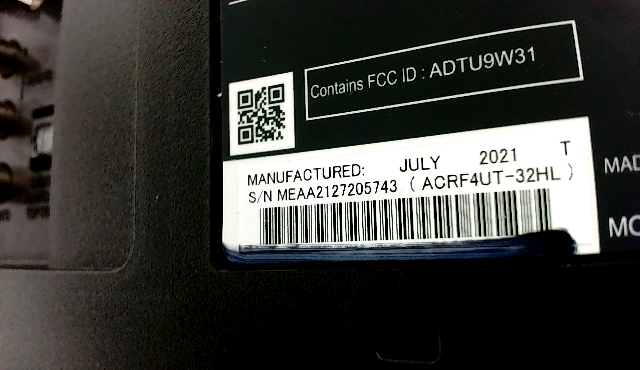 Contains FCC ID : ADTU9W31
MANUFACTURED: JULY 2021 T
S/N MEAA2127205743 ( ACRF4UT-32HL )